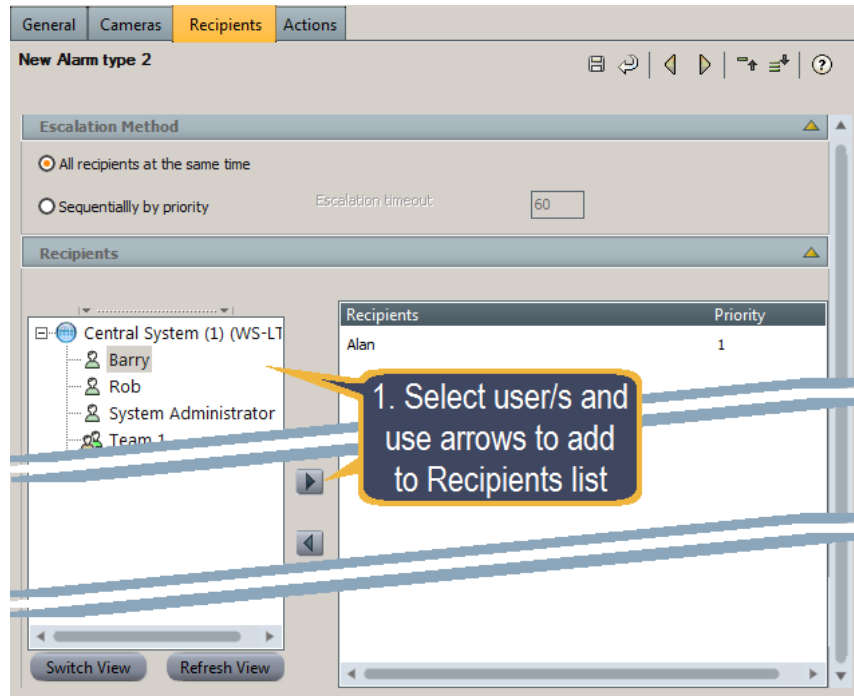 General Cameras Recipients Actions
New Alarm type 2
Escalation Method
All recipients at the same time
Sequentiallly by priority Escalation timeout: 60
Recipients
Central System (1) (WS-LT
Barry
Rob
System Administrator
Team 1
Recipients Priority
Alan 1
1. Select user/s and
use arrows to add
to Recipients list
Switch View Refresh View